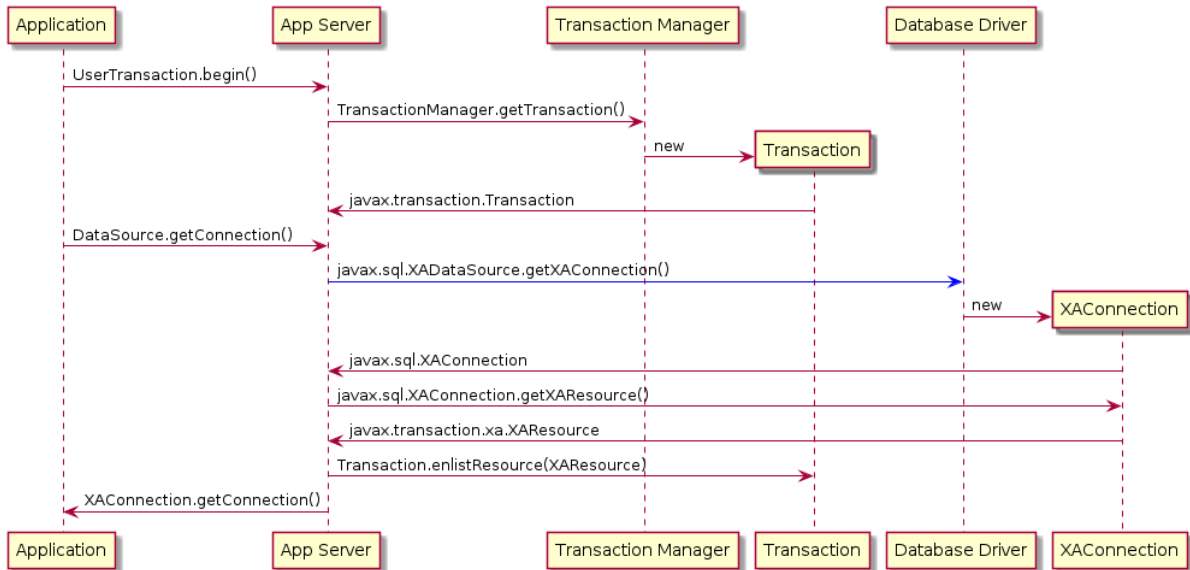 Application App Server Transaction Manager Database Driver
UserTransaction.begin()
TransactionManager.getTransaction()
new
Transaction
javax.transaction.Transaction
DataSource.getConnection()
javax.sql.XADataSource.getXAConnection()
new
XAConnection
javax.sql.XAConnection
javax.sql.XAConnection.getXAResource()
javax.transaction.xa.XAResource
Transaction.enlistResource(XAResource)
XAConnection.getConnection()
Application App Server Transaction Manager Transaction Database Driver XAConnection